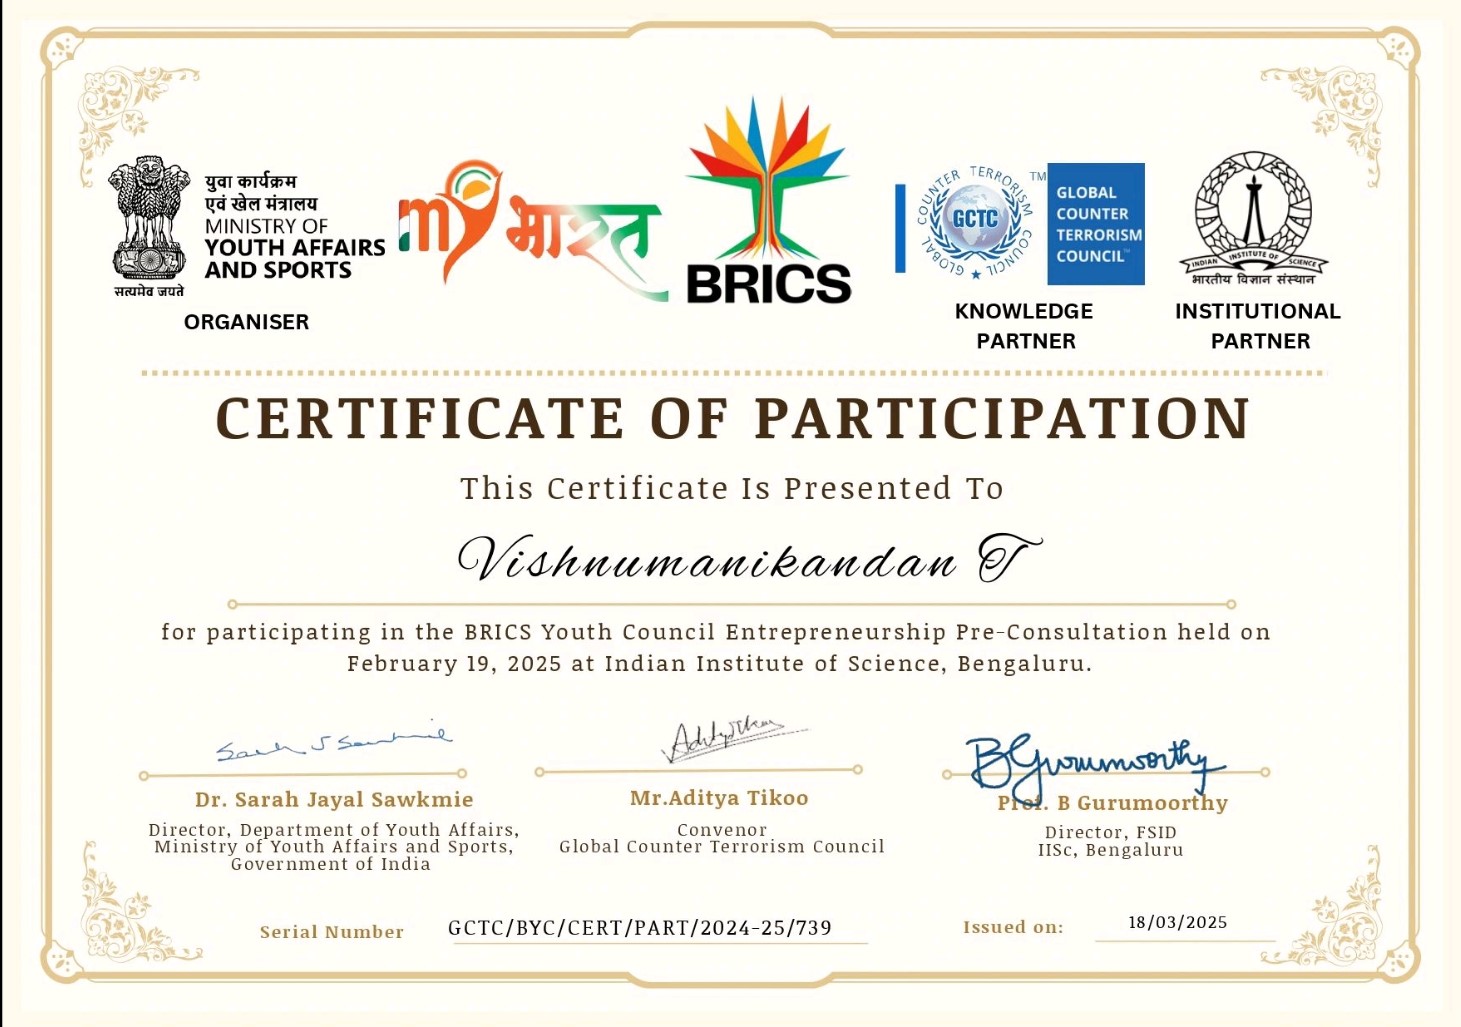 युवा कार्यक्रम
एवं खेल मंत्रालय
MINISTRY OF
YOUTH AFFAIRS
AND SPORTS
सत्यमेव जयते
ORGANISER
my भारत
BRICS
GLOBAL COUNTER TERRORISM COUNCIL
TM
GCTC
GLOBAL
COUNTER
TERRORISM
COUNCIL™
KNOWLEDGE
PARTNER
INDIAN INSTITUTE OF SCIENCE
भारतीय विज्ञान संस्थान
INSTITUTIONAL
PARTNER
CERTIFICATE OF PARTICIPATION
This Certificate Is Presented To
Vishnumanikandan T
for participating in the BRICS Youth Council Entrepreneurship Pre-Consultation held on
February 19, 2025 at Indian Institute of Science, Bengaluru.
BGurumoorthy
Dr. Sarah Jayal Sawkmie
Director, Department of Youth Affairs,
Ministry of Youth Affairs and Sports,
Government of India
Mr.Aditya Tikoo
Convenor
Global Counter Terrorism Council
Prof. B Gurumoorthy
Director, FSID
IISc, Bengaluru
Serial Number GCTC/BYC/CERT/PART/2024-25/739
Issued on: 18/03/2025